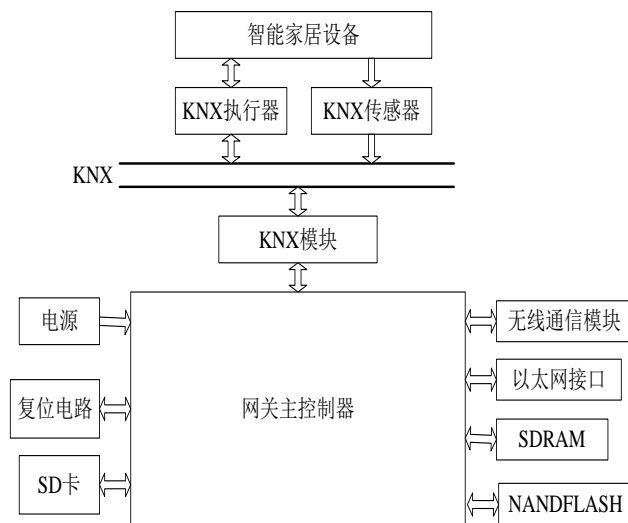 智能家居设备
KNX执行器
KNX传感器
KNX
KNX模块
电源
复位电路
SD卡
网关主控制器
无线通信模块
以太网接口
SDRAM
NANDFLASH